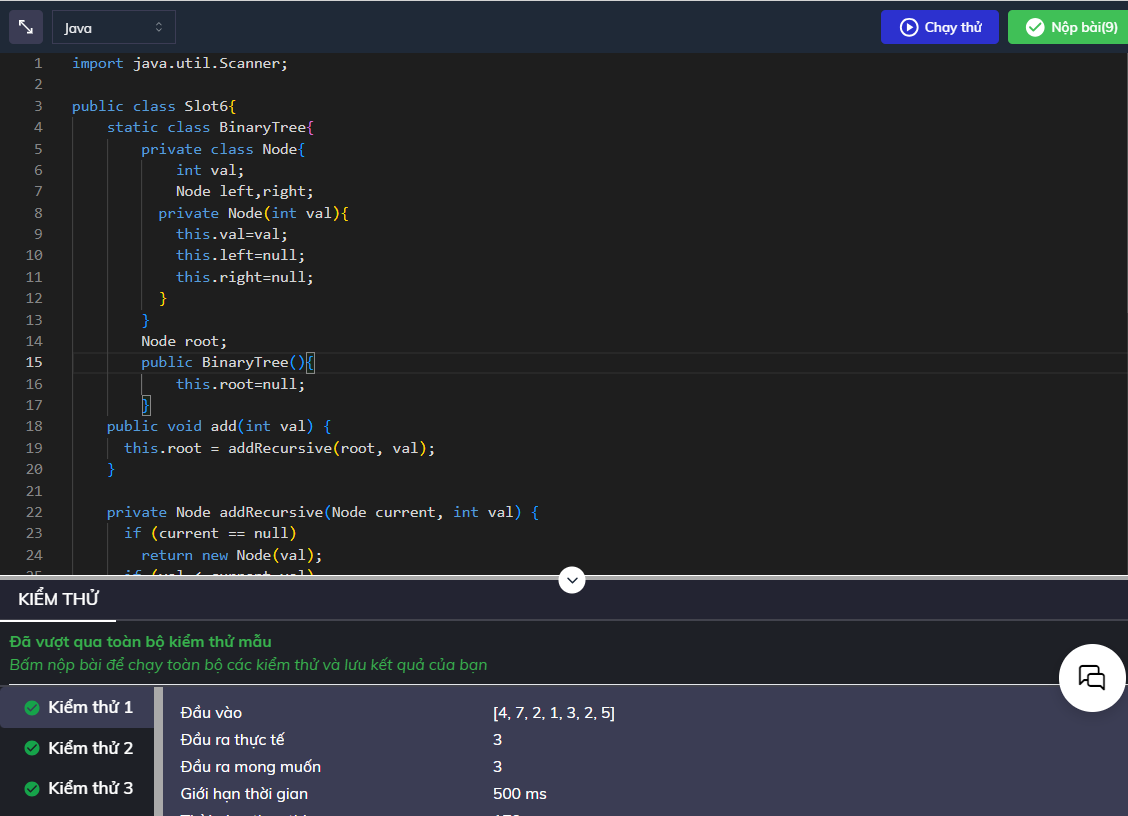 Java
Chạy thử
Nộp bài(9)
1 import java.util.Scanner;
2
3 public class Slot6{
4 static class BinaryTree{
5 private class Node{
6 int val;
7 Node left,right;
8 private Node(int val){
9 this.val=val;
10 this.left=null;
11 this.right=null;
12 }
13 }
14 Node root;
15 public BinaryTree(){
16 this.root=null;
17 }
18 public void add(int val) {
19 this.root = addRecursive(root, val);
20 }
21
22 private Node addRecursive(Node current, int val) {
23 if (current == null)
24 return new Node(val);
KIỂM THỬ
Đã vượt qua toàn bộ kiểm thử mẫu
Bấm nộp bài để chạy toàn bộ các kiểm thử và lưu kết quả của bạn
Kiểm thử 1
Kiểm thử 2
Kiểm thử 3
Đầu vào [4, 7, 2, 1, 3, 2, 5]
Đầu ra thực tế 3
Đầu ra mong muốn 3
Giới hạn thời gian 500 ms